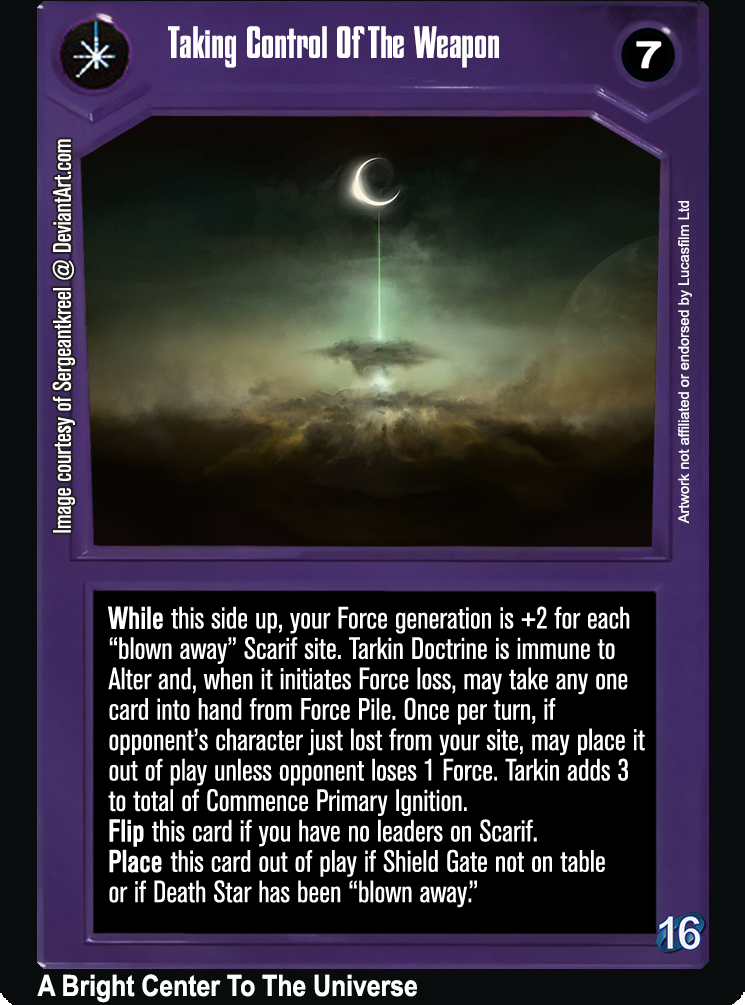 Taking Control Of The Weapon
7
Image courtesy of Sergeantkreel @ DeviantArt.com
Artwork not affiliated or endorsed by Lucasfilm Ltd
While this side up, your Force generation is +2 for each
“blown away” Scarif site. Tarkin Doctrine is immune to
Alter and, when it initiates Force loss, may take any one
card into hand from Force Pile. Once per turn, if
opponent’s character just lost from your site, may place it
out of play unless opponent loses 1 Force. Tarkin adds 3
to total of Commence Primary Ignition.
Flip this card if you have no leaders on Scarif.
Place this card out of play if Shield Gate not on table
or if Death Star has been “blown away.”
16
A Bright Center To The Universe